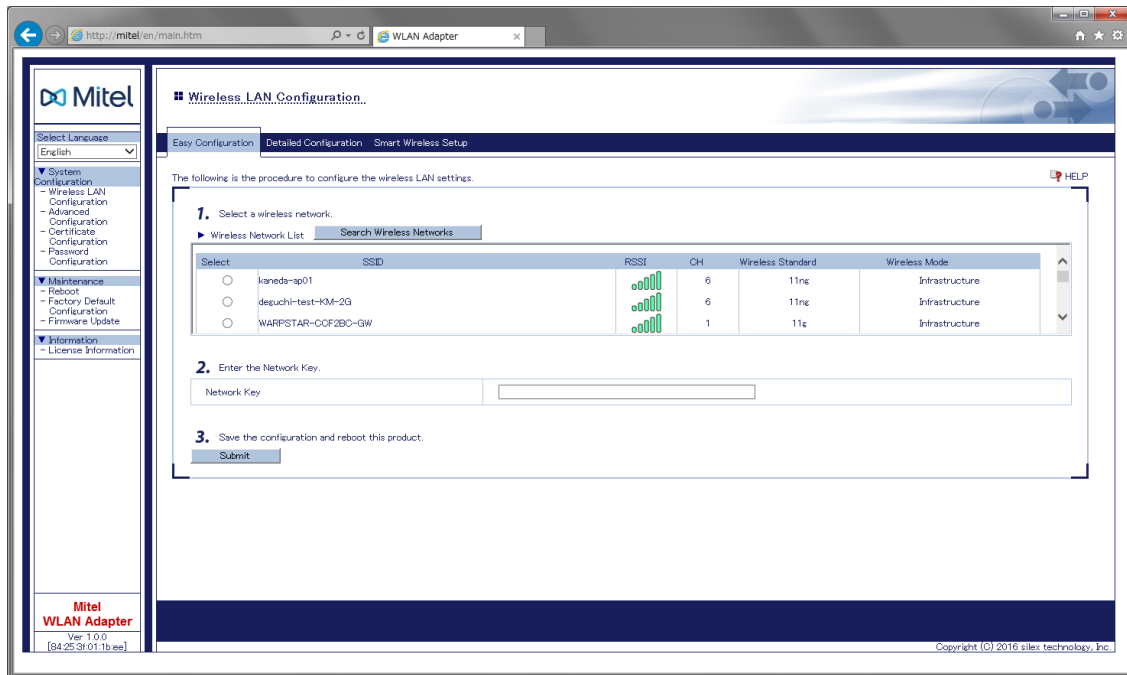 http://mitel/en/main.htm
WLAN Adapter
Mitel
Wireless LAN Configuration
Select Language
English
Easy Configuration
Detailed Configuration
Smart Wireless Setup
▼ System
Configuration
- Wireless LAN
Configuration
- Advanced
Configuration
- Certificate
Configuration
- Password
Configuration
▼ Maintenance
- Reboot
- Factory Default
Configuration
- Firmware Update
▼ Information
- License Information
The following is the procedure to configure the wireless LAN settings.
HELP
1. Select a wireless network.
▶ Wireless Network List
Search Wireless Networks
Select SSID RSSI CH Wireless Standard Wireless Mode
kaneda-ap01 6 11ng Infrastructure
deguchi-test-KM-2G 6 11ng Infrastructure
WARPSTAR-CCF2BC-GW 1 11g Infrastructure
2. Enter the Network Key.
Network Key
3. Save the configuration and reboot this product.
Submit
Mitel
WLAN Adapter
Ver 1.0.0
[84:25:3f:01:1b:ee]
Copyright (C) 2016 silex technology, Inc.